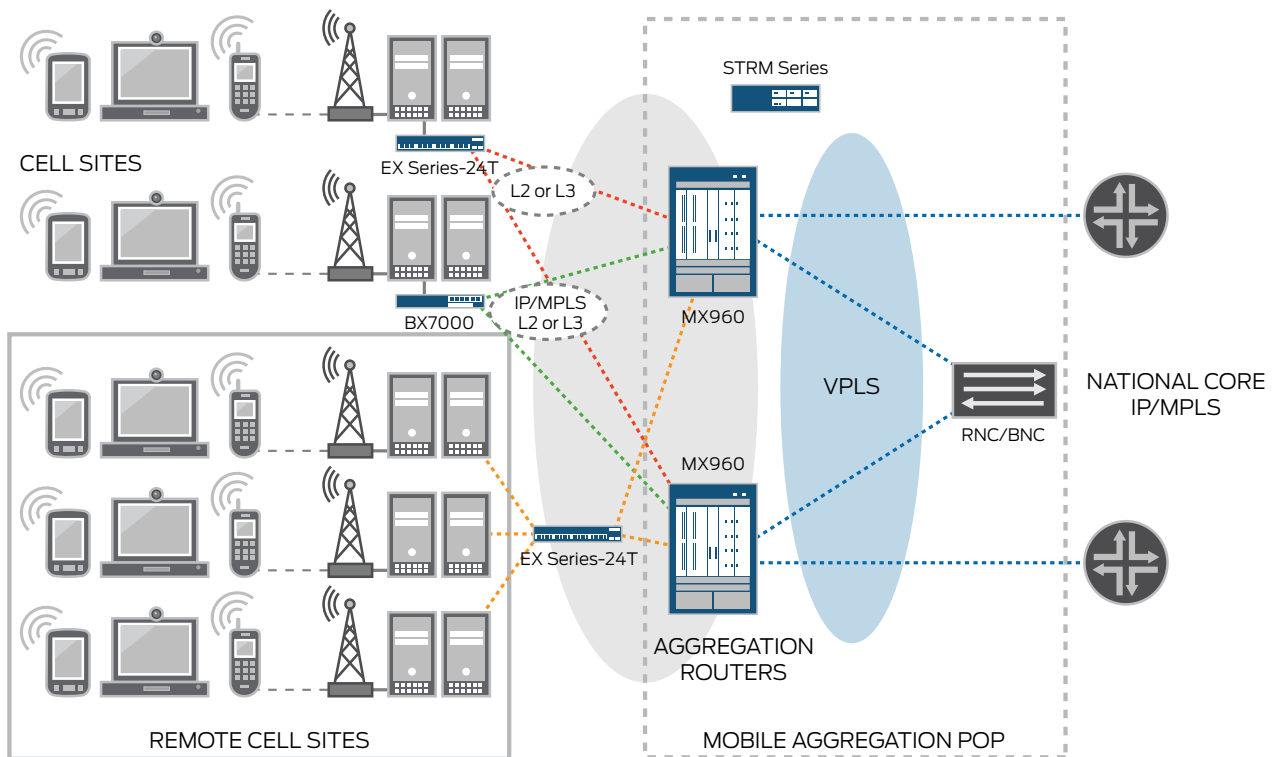 STRM Series
CELL SITES
EX Series-24T
L2 or L3
BX7000
IP/MPLS
L2 or L3
MX960
VPLS
NATIONAL CORE
IP/MPLS
RNC/BNC
MX960
EX Series-24T
AGGREGATION
ROUTERS
REMOTE CELL SITES
MOBILE AGGREGATION POP